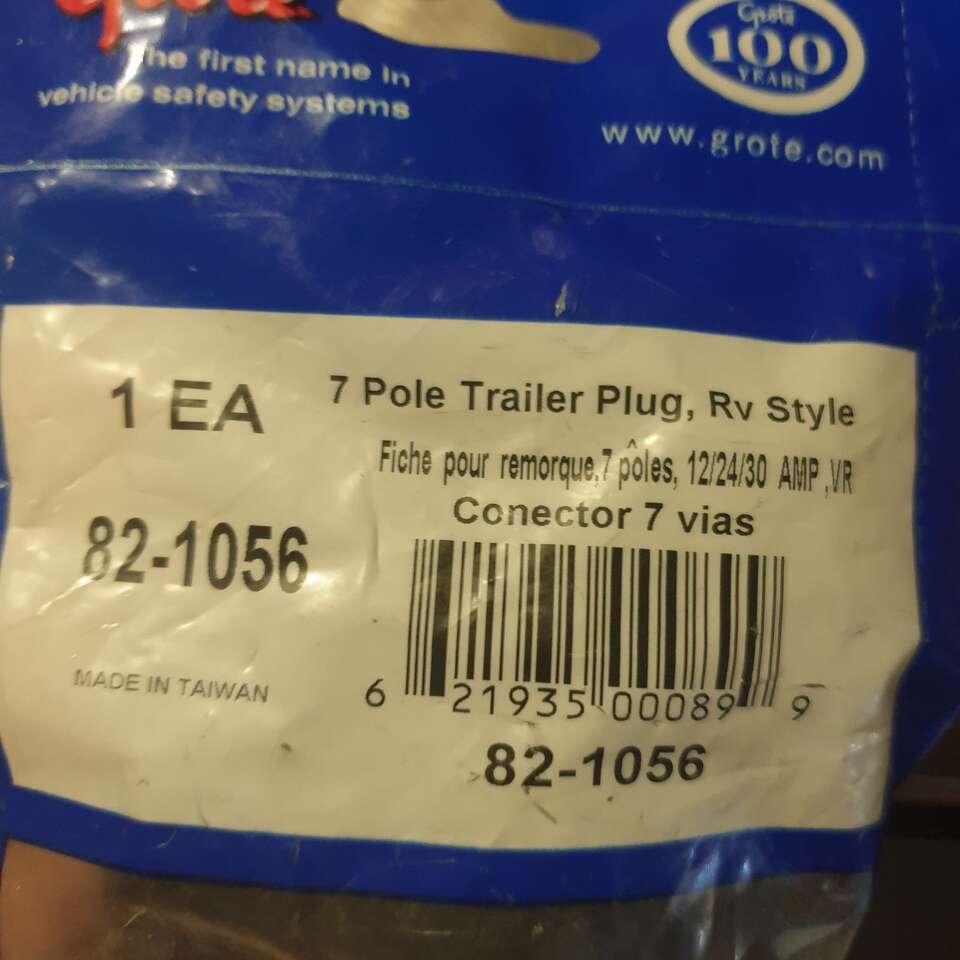 Grote
The first name in
vehicle safety systems
Grote
100
YEARS
www.grote.com
1 EA
7 Pole Trailer Plug, Rv Style
Fiche pour remorque,7 pôles, 12/24/30 AMP ,VR
Conector 7 vias
82-1056
MADE IN TAIWAN
6 21935 00089 9
82-1056